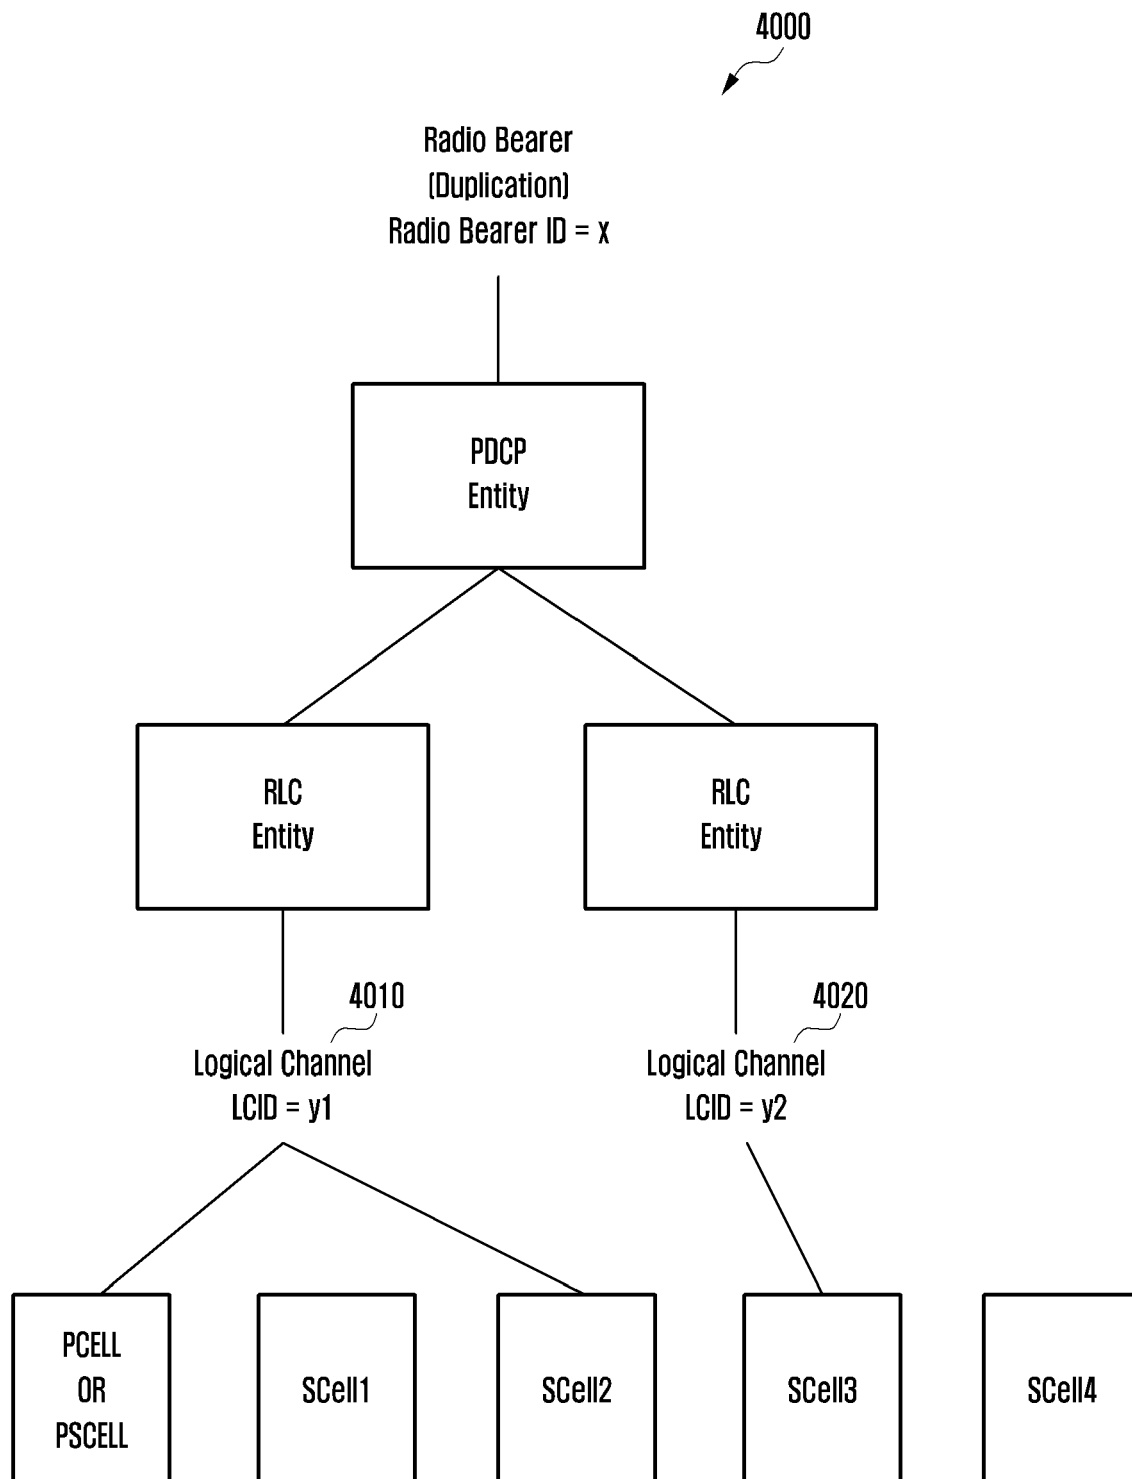 4000
Radio Bearer
(Duplication)
Radio Bearer ID = x
PDCP
Entity
RLC
Entity
RLC
Entity
4010
4020
Logical Channel
LCID = y1
Logical Channel
LCID = y2
PCELL
OR
PSCELL
SCell1
SCell2
SCell3
SCell4